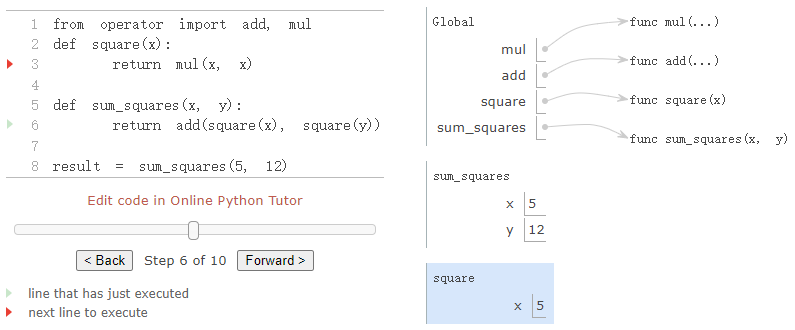 1 from operator import add, mul
2 def square(x):
3 return mul(x, x)
4
5 def sum_squares(x, y):
6 return add(square(x), square(y))
7
8 result = sum_squares(5, 12)
Edit code in Online Python Tutor
< Back Step 6 of 10 Forward >
line that has just executed
next line to execute
Global
mul func mul(...)
add func add(...)
square func square(x)
sum_squares func sum_squares(x, y)
sum_squares
x 5
y 12
square
x 5